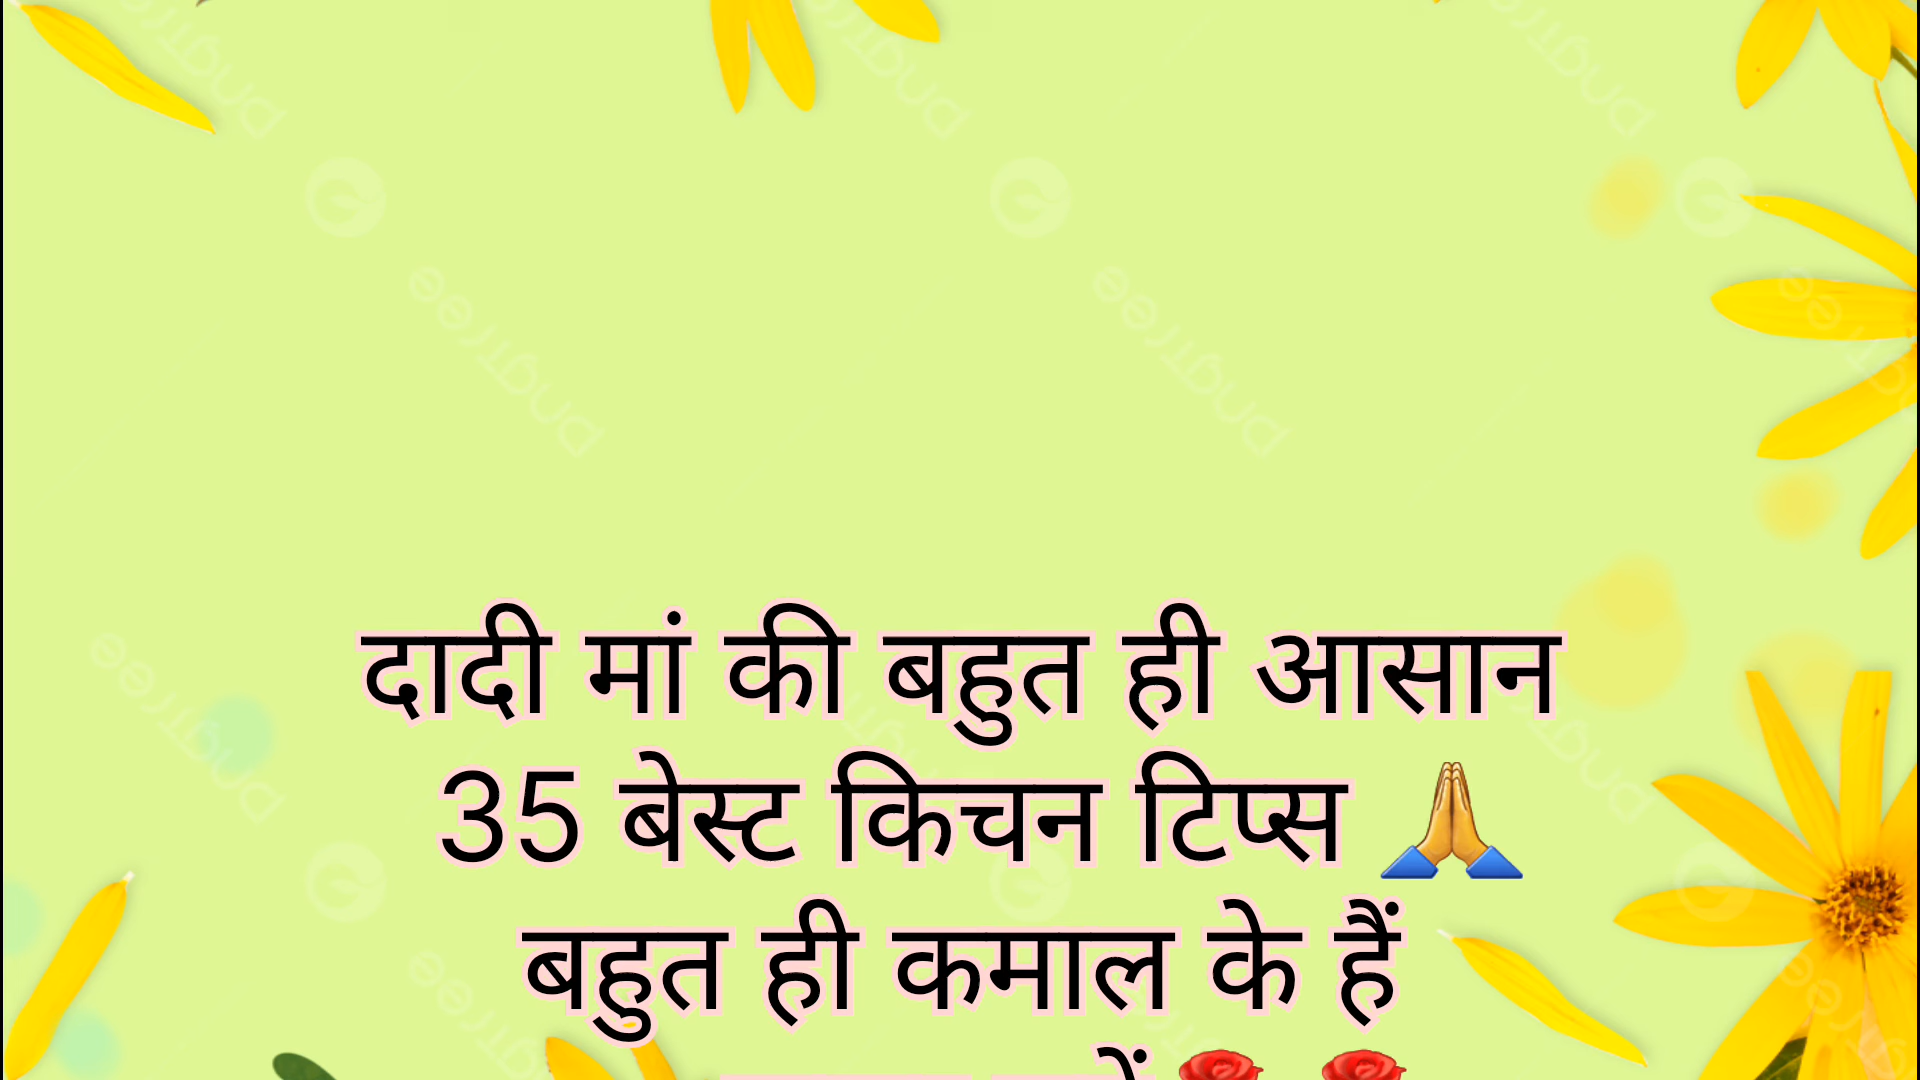 दादी मां की बहुत ही आसान
35 बेस्ट किचन टिप्स 🙏
बहुत ही कमाल के हैं